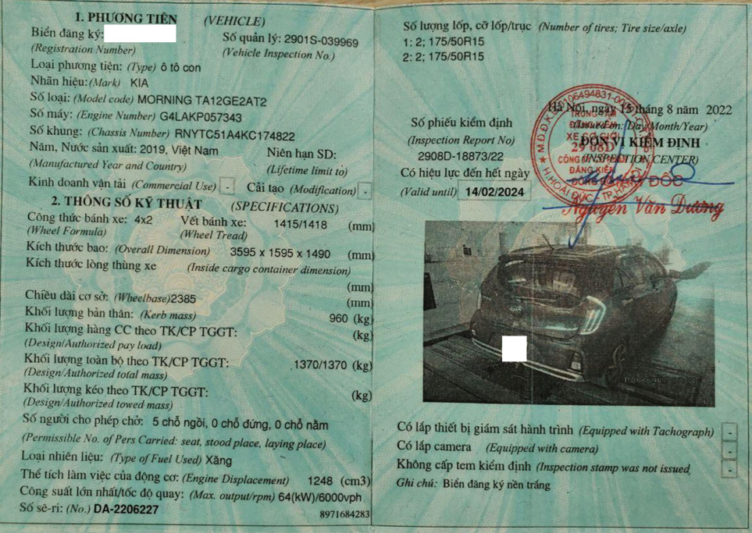 1. PHƯƠNG TIỆN (VEHICLE)
Biển đăng ký:
(Registration Number)
Số quản lý: 2901S-039969
(Vehicle Inspection No.)
Loại phương tiện: (Type) ô tô con
Nhãn hiệu: (Mark) KIA
Số loại: (Model code) MORNING TA12GE2AT2
Số máy: (Engine Number) G4LAKP057343
Số khung: (Chassis Number) RNYTC51A4KC174822
Năm, Nước sản xuất: 2019, Việt Nam Niên hạn SD:
(Manufactured Year and Country) (Lifetime limit to)
Kinh doanh vận tải (Commercial Use) - Cải tạo (Modification) -
2. THÔNG SỐ KỸ THUẬT (SPECIFICATIONS)
Công thức bánh xe: 4x2 Vết bánh xe: 1415/1418 (mm)
(Wheel Formula) (Wheel Tread)
Kích thước bao: (Overall Dimension) 3595 x 1595 x 1490 (mm)
Kích thước lòng thùng xe (Inside cargo container dimension)
(mm)
Chiều dài cơ sở: (Wheelbase) 2385 (mm)
Khối lượng bản thân: (Kerb mass) 960 (kg)
Khối lượng hàng CC theo TK/CP TGGT: (kg)
(Design/Authorized pay load)
Khối lượng toàn bộ theo TK/CP TGGT: 1370/1370 (kg)
(Design/Authorized total mass)
Khối lượng kéo theo TK/CP TGGT: (kg)
(Design/Authorized towed mass)
Số người cho phép chở: 5 chỗ ngồi, 0 chỗ đứng, 0 chỗ nằm
(Permissible No. of Pers Carried: seat, stood place, laying place)
Loại nhiên liệu: (Type of Fuel Used) Xăng
Thể tích làm việc của động cơ: (Engine Displacement) 1248 (cm3)
Công suất lớn nhất/tốc độ quay: (Max. output/rpm) 64(kW)/6000vph
Số sê-ri: (No.) DA-2206227 8971684283
Số lượng lốp, cỡ lốp/trục (Number of tires; Tire size/axle)
1: 2; 175/50R15
2: 2; 175/50R15
Hà Nội, ngày 15 tháng 8 năm 2022
(Issued on: Day/Month/Year)
Số phiếu kiểm định
(Inspection Report No)
2908D-18873/22
ĐƠN VỊ KIỂM ĐỊNH
(INSPECTION CENTER)
Có hiệu lực đến hết ngày
(Valid until) 14/02/2024
Nguyễn Văn Dương
Có lắp thiết bị giám sát hành trình (Equipped with Tachograph) -
Có lắp camera (Equipped with camera) -
Không cấp tem kiểm định (Inspection stamp was not issued -
Ghi chú: Biển đăng ký nền trắng